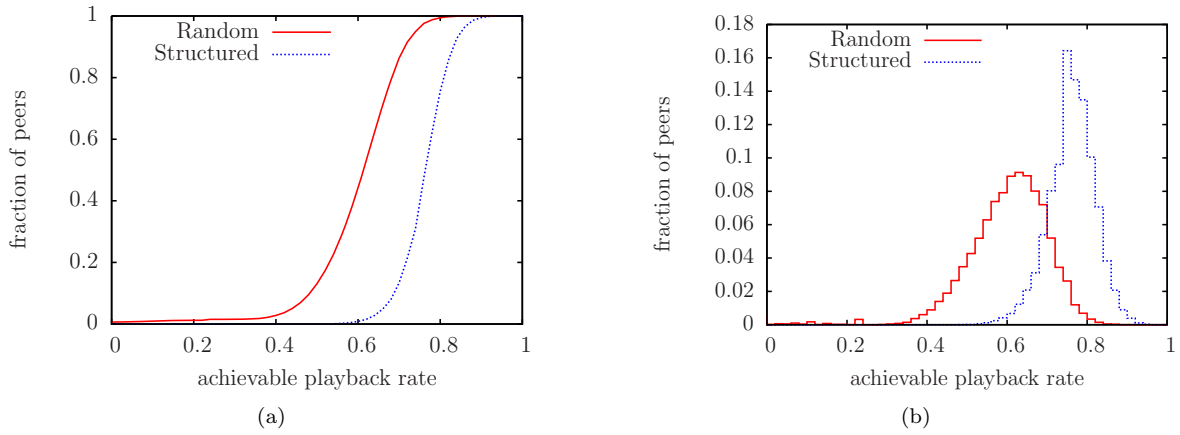 fraction of peers
1
0.8
0.6
0.4
0.2
0
Random
Structured
0 0.2 0.4 0.6 0.8 1
achievable playback rate
(a)
fraction of peers
0.18
0.16
0.14
0.12
0.1
0.08
0.06
0.04
0.02
0
Random
Structured
0 0.2 0.4 0.6 0.8 1
achievable playback rate
(b)